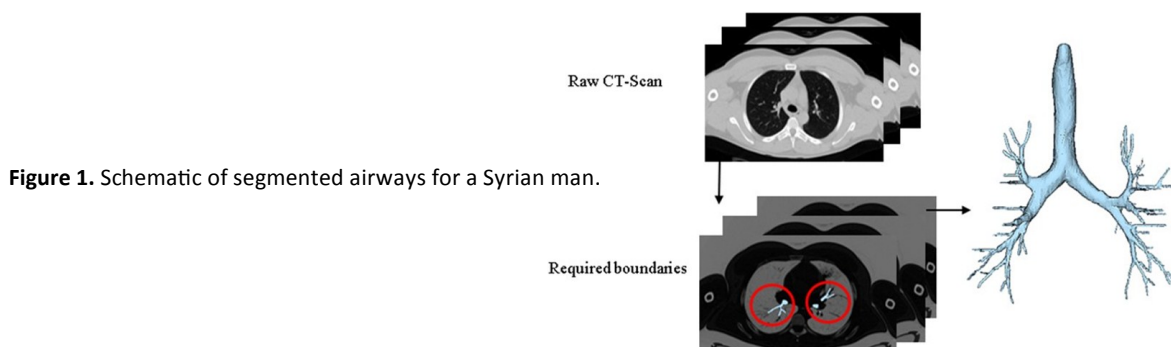 Raw CT-Scan
Figure 1. Schematic of segmented airways for a Syrian man.
Required boundaries